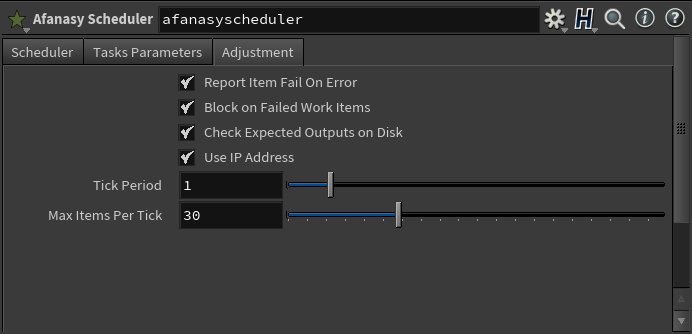 Afanasy Scheduler afanasyscheduler
Scheduler Tasks Parameters Adjustment
Report Item Fail On Error
Block on Failed Work Items
Check Expected Outputs on Disk
Use IP Address
Tick Period 1
Max Items Per Tick 30